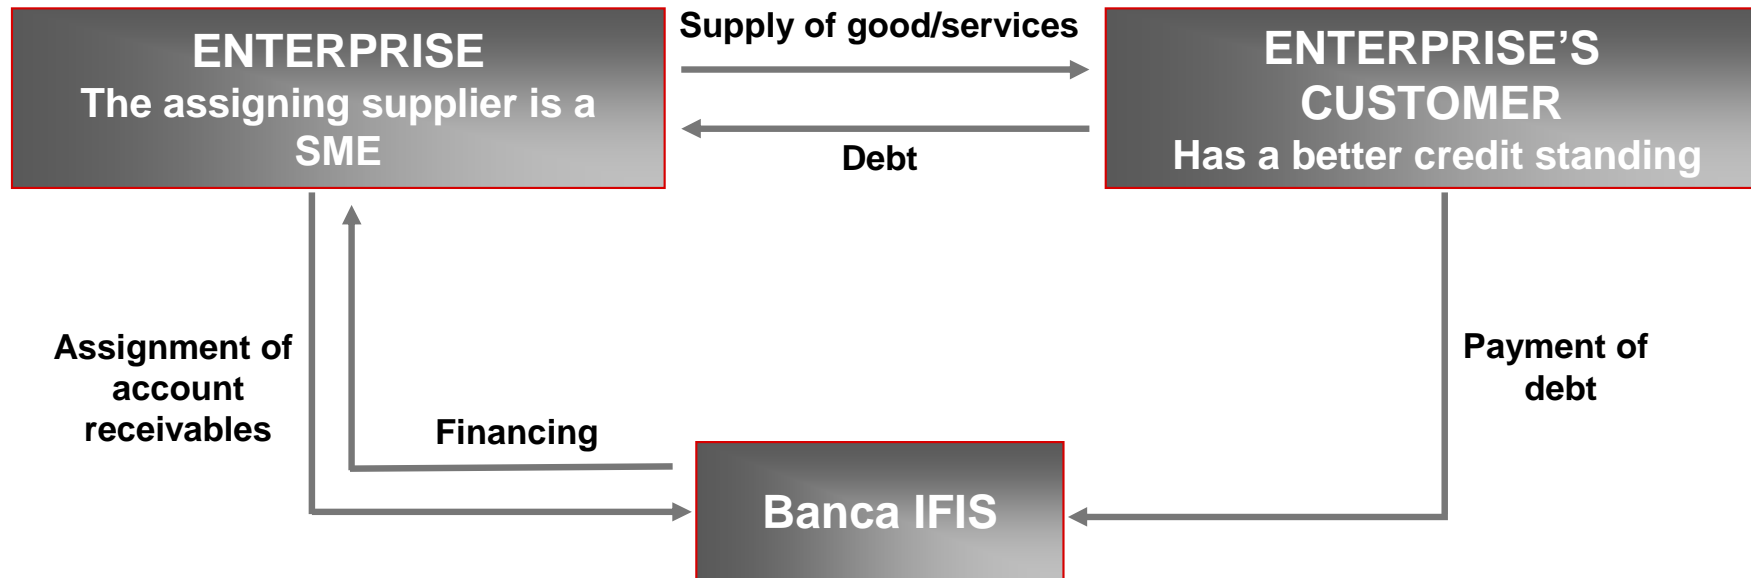 ENTERPRISE
The assigning supplier is a
SME
Supply of good/services
Debt
ENTERPRISE’S
CUSTOMER
Has a better credit standing
Assignment of
account
receivables
Financing
Payment of
debt
Banca IFIS